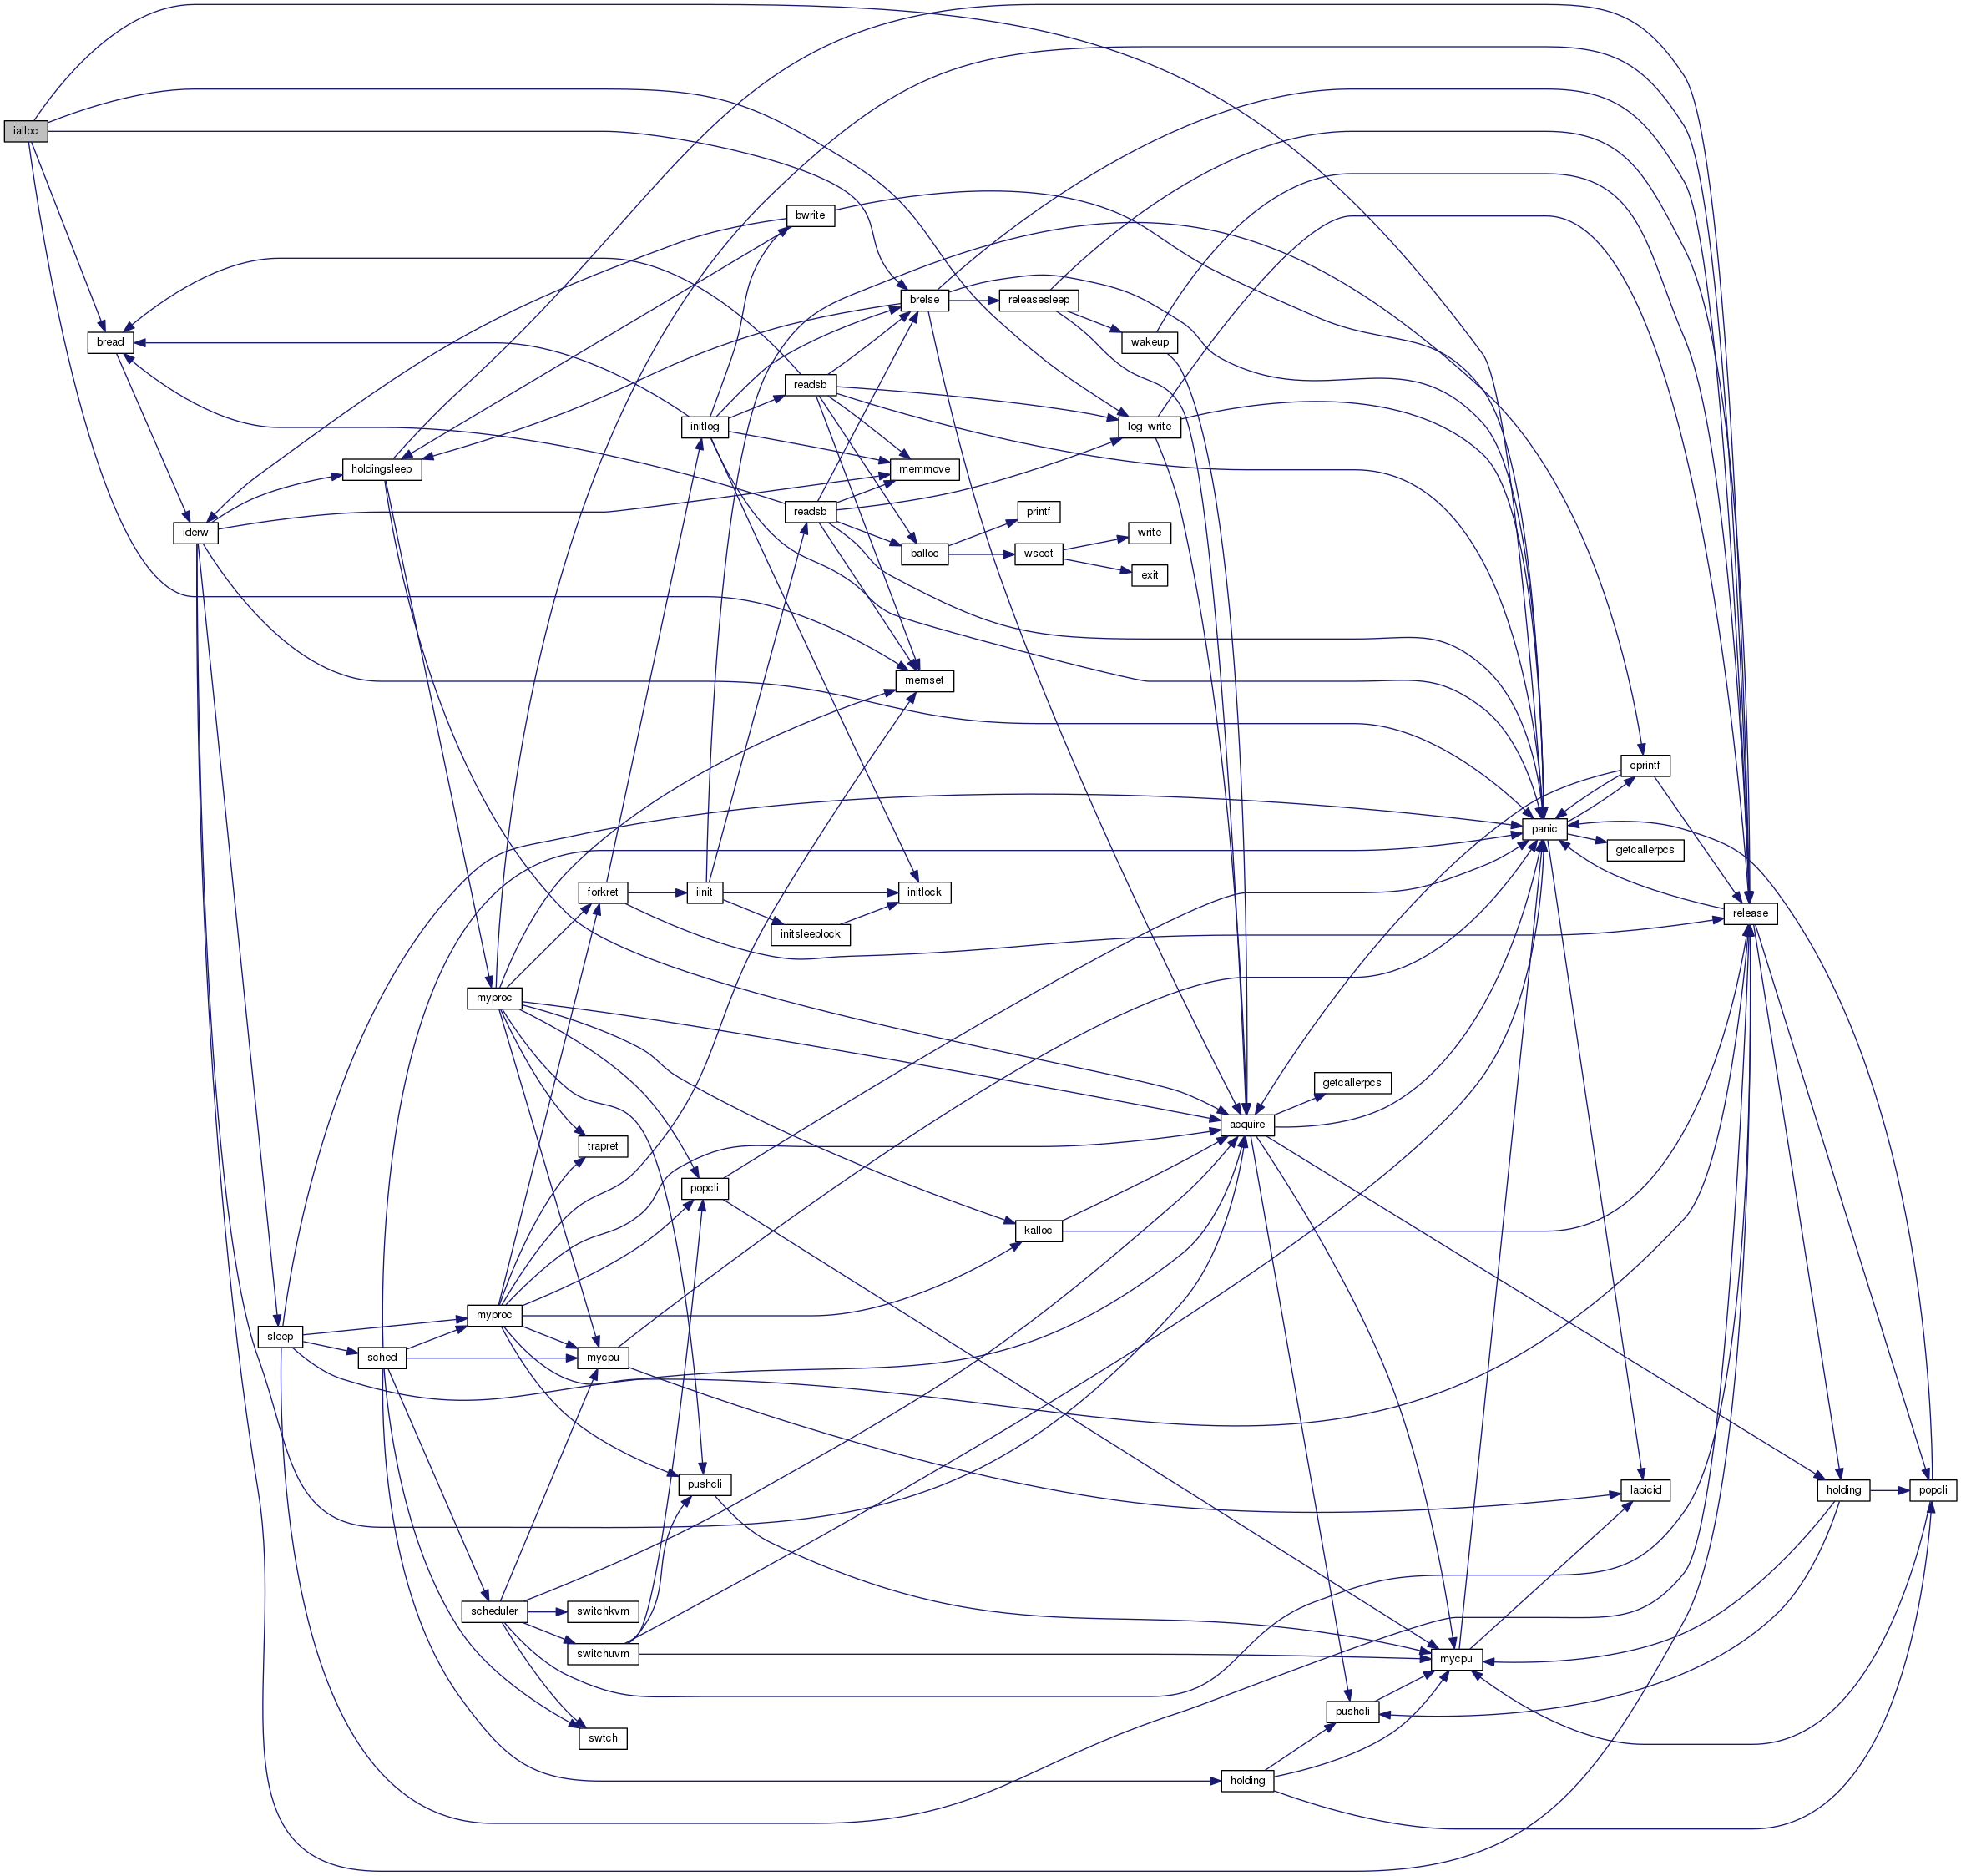 ialloc
bwrite
brelse
releasesleep
bread
wakeup
readsb
initlog
log_write
holdingsleep
memmove
readsb
printf
iderw
write
balloc
wsect
exit
memset
cprintf
panic
getcallerpcs
forkret
iinit
initlock
release
initsleeplock
myproc
getcallerpcs
acquire
trapret
popcli
kalloc
myproc
sleep
sched
mycpu
pushcli
lapicid
holding
popcli
scheduler
switchkvm
switchuvm
mycpu
pushcli
swtch
holding